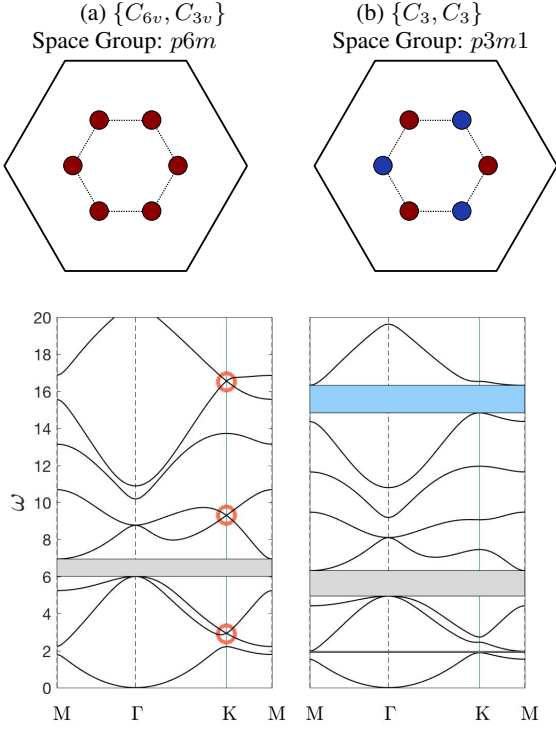 (a) {C₆ᵥ, C₃ᵥ}
Space Group: p6m
(b) {C₃, C₃}
Space Group: p3m1
20
18
16
14
12
10
8
6
4
2
0
ω
M Γ K M
M Γ K M